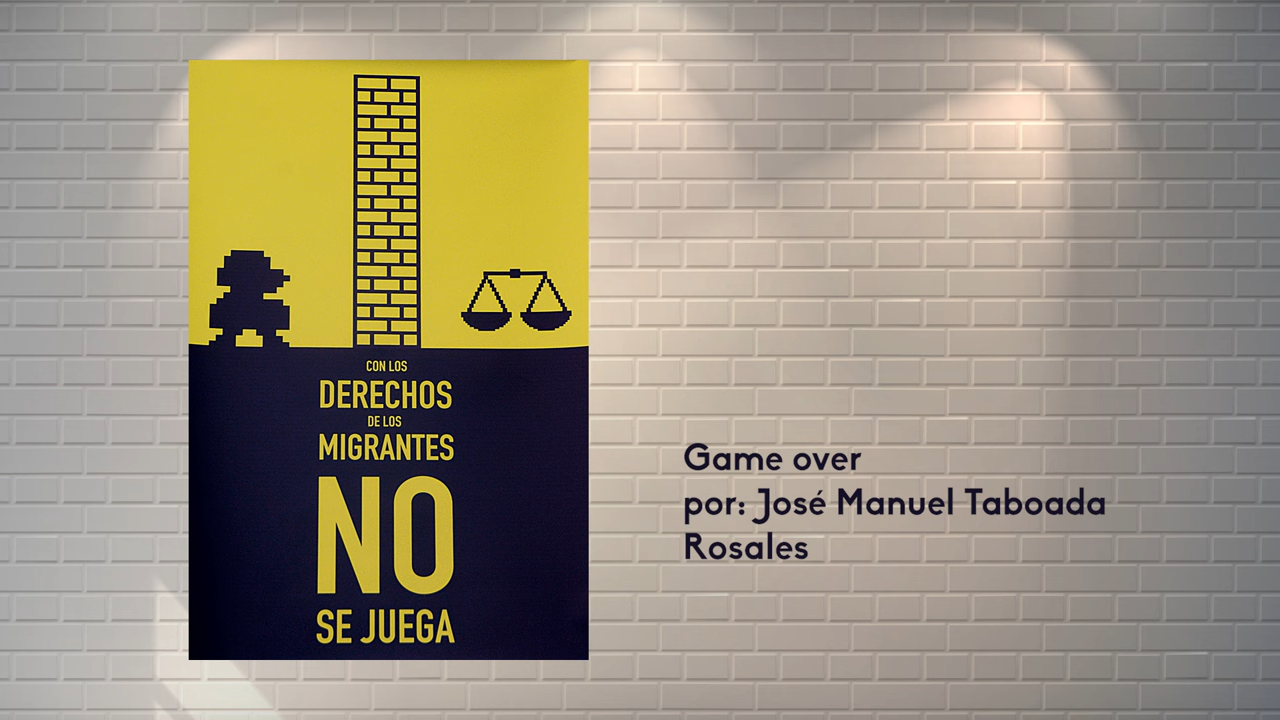 CON LOS
DERECHOS
DE LOS
MIGRANTES
NO
SE JUEGA
Game over
por: José Manuel Taboada
Rosales